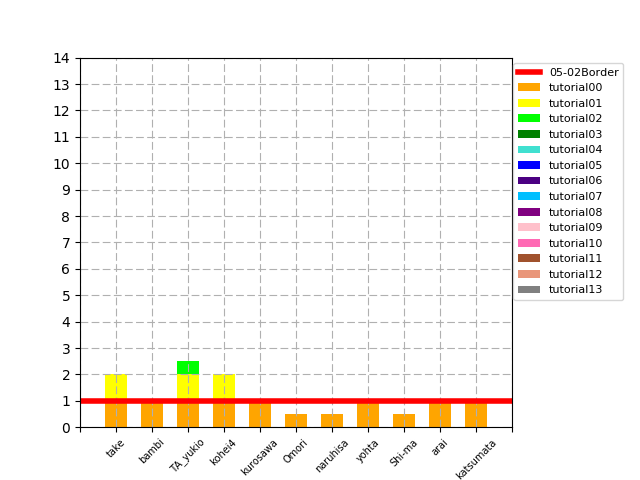 14
13
12
11
10
9
8
7
6
5
4
3
2
1
0
take
bambi
TA_yukio
kohei4
kurosawa
Omori
naruhisa
yohta
Shi-ma
arai
katsumata
05-02Border
tutorial00
tutorial01
tutorial02
tutorial03
tutorial04
tutorial05
tutorial06
tutorial07
tutorial08
tutorial09
tutorial10
tutorial11
tutorial12
tutorial13